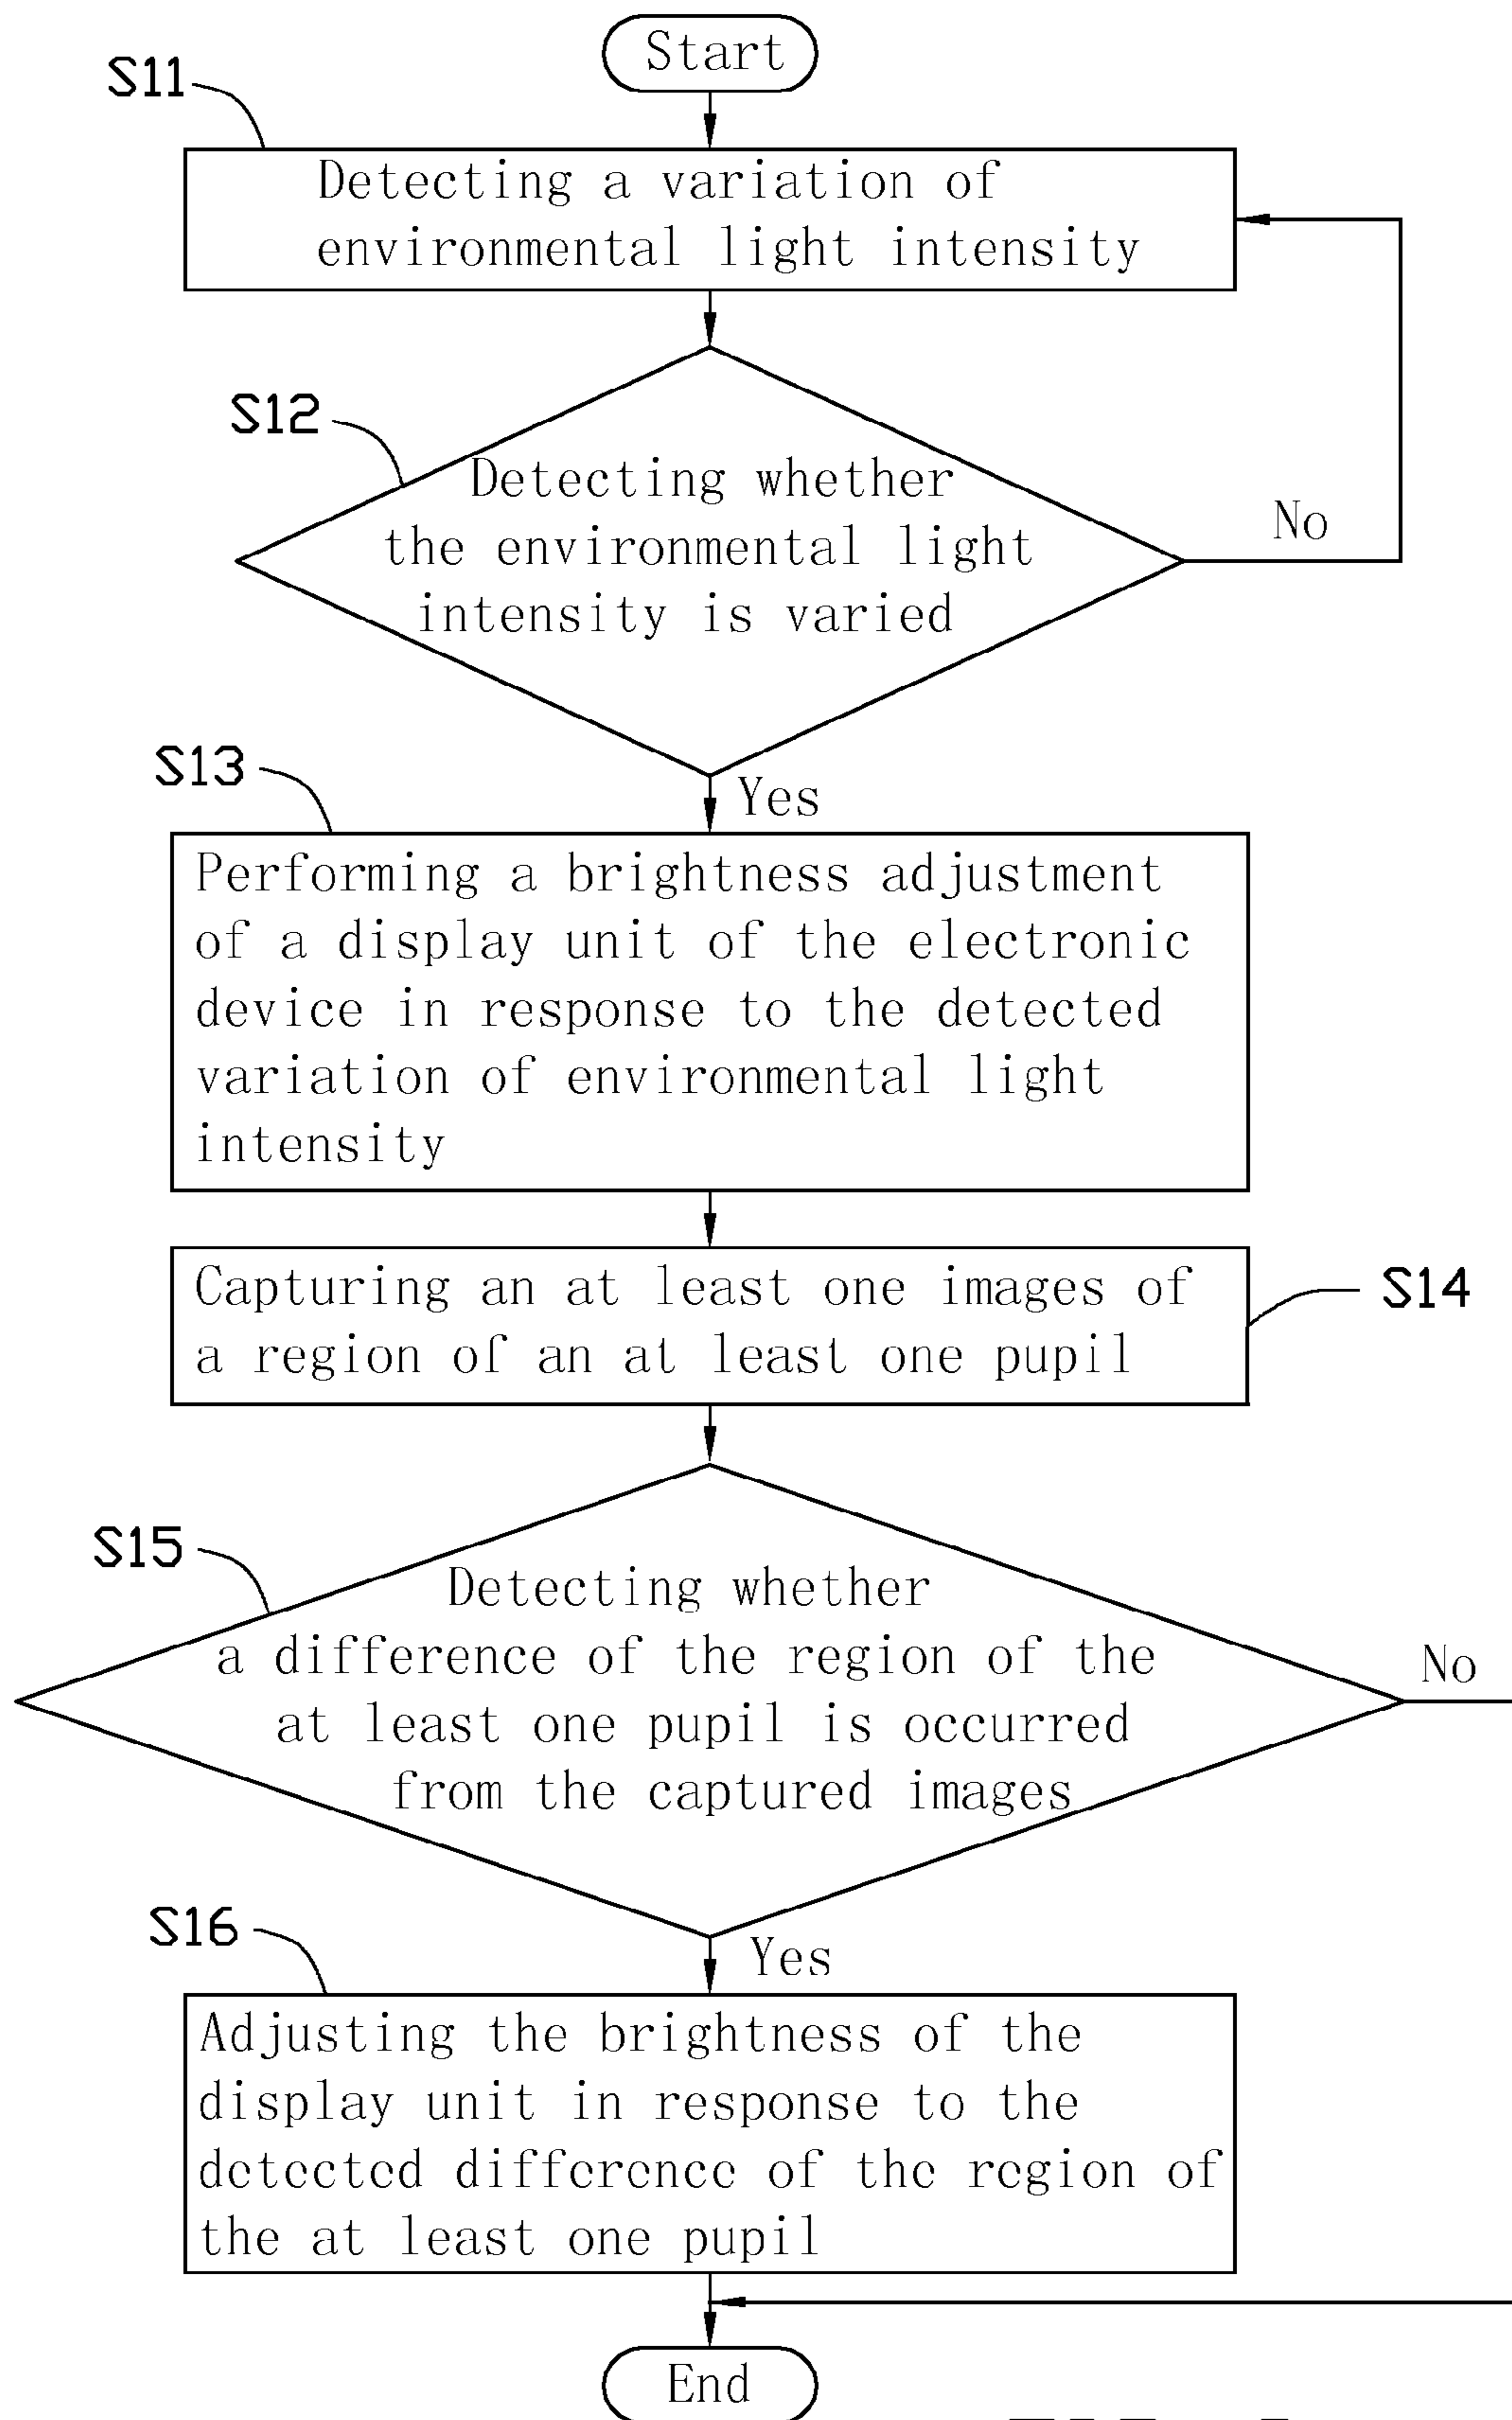 Start
S11
Detecting a variation of
environmental light intensity
S12
Detecting whether
the environmental light
intensity is varied
No
Yes
S13
Performing a brightness adjustment
of a display unit of the electronic
device in response to the detected
variation of environmental light
intensity
Capturing an at least one images of
a region of an at least one pupil
S14
S15
Detecting whether
a difference of the region of the
at least one pupil is occurred
from the captured images
No
Yes
S16
Adjusting the brightness of the
display unit in response to the
detected difference of the region of
the at least one pupil
End